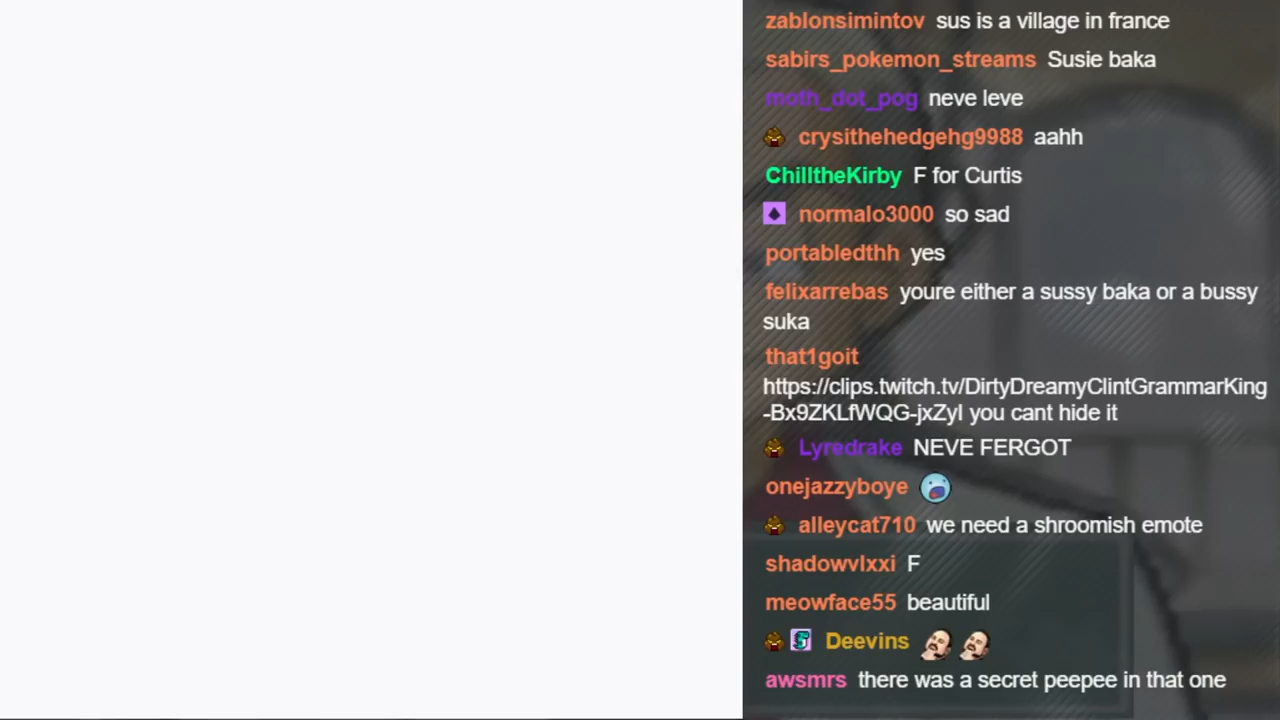 zablonsimintov sus is a village in france
sabirs_pokemon_streams Susie baka
moth_dot_pog neve leve
crysithehedgehg9988 aahh
ChilltheKirby F for Curtis
normalo3000 so sad
portabledthh yes
felixarrebas youre either a sussy baka or a bussy
suka
that1goit
https://clips.twitch.tv/DirtyDreamyClintGrammarKing
-Bx9ZKLfWQG-jxZyI you cant hide it
Lyredrake NEVE FERGOT
onejazzyboye
alleycat710 we need a shroomish emote
shadowvlxxi F
meowface55 beautiful
Deevins
awsmrs there was a secret peepee in that one